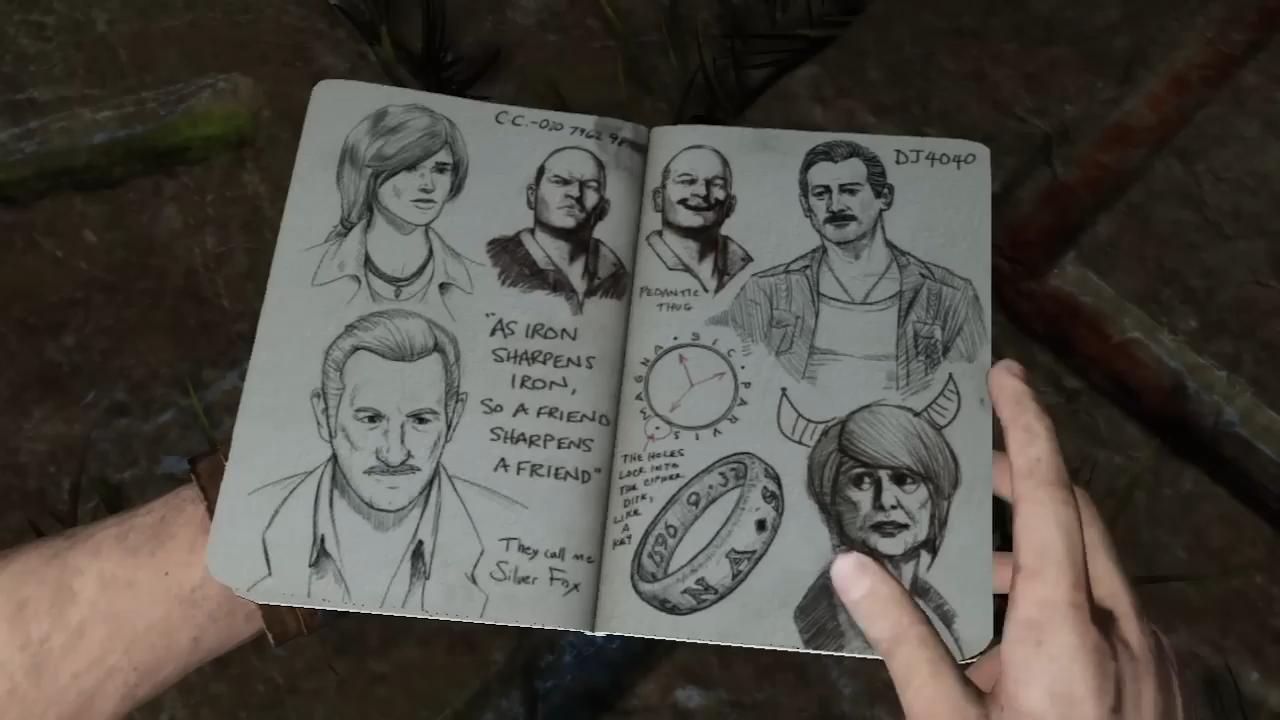 C.C.-020 7962
"AS IRON
SHARPENS
IRON,
SO A FRIEND
SHARPENS
A FRIEND"
They call me
Silver Fox
DJ4040
PEDANTIC
THUG
SIC PARVIS MAGNA
THE HOLES
LOCK INTO
THE CIPHER
DISK,
LIKE
A
KEY
1596
N A S